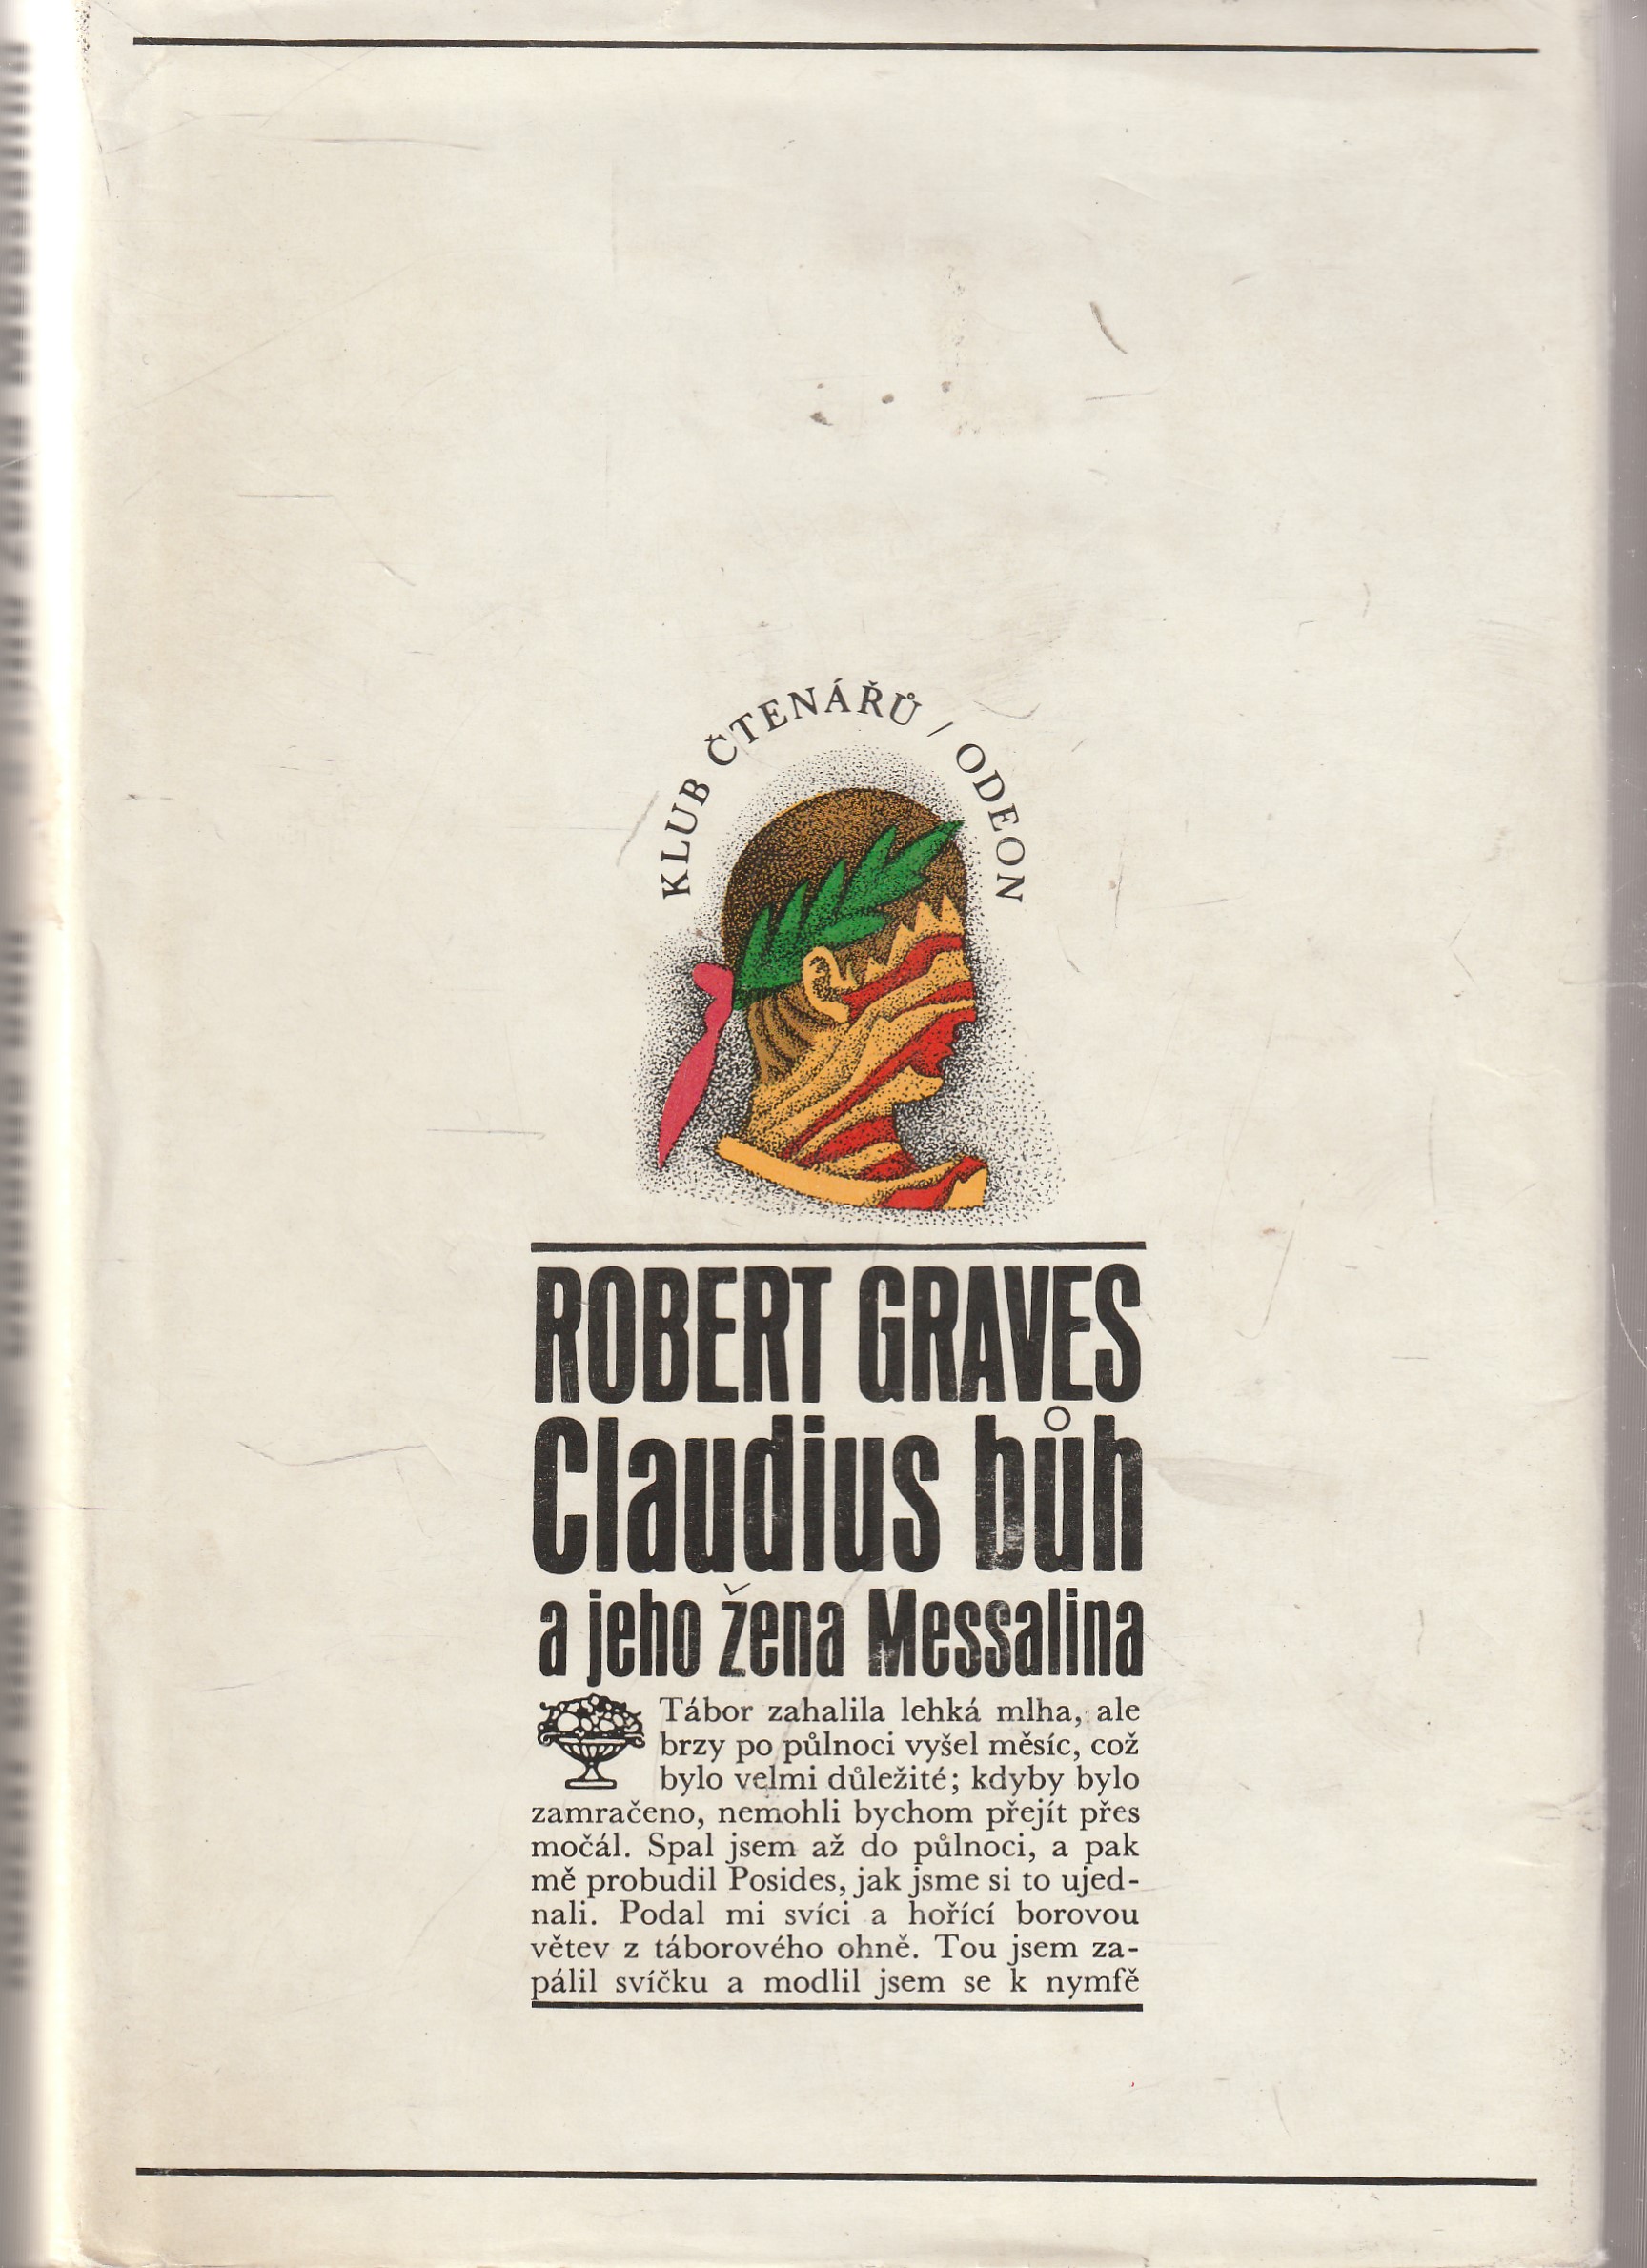 KLUB ČTENÁŘŮ / ODEON
ROBERT GRAVES
Claudius bůh
a jeho žena Messalina
Tábor zahalila lehká mlha, ale
brzy po půlnoci vyšel měsíc, což
bylo velmi důležité; kdyby bylo
zamračeno, nemohli bychom přejít přes
močál. Spal jsem až do půlnoci, a pak
mě probudil Posides, jak jsme si to ujed-
nali. Podal mi svíci a hořící borovou
větev z táborového ohně. Tou jsem za-
pálil svíčku a modlil jsem se k nymfě